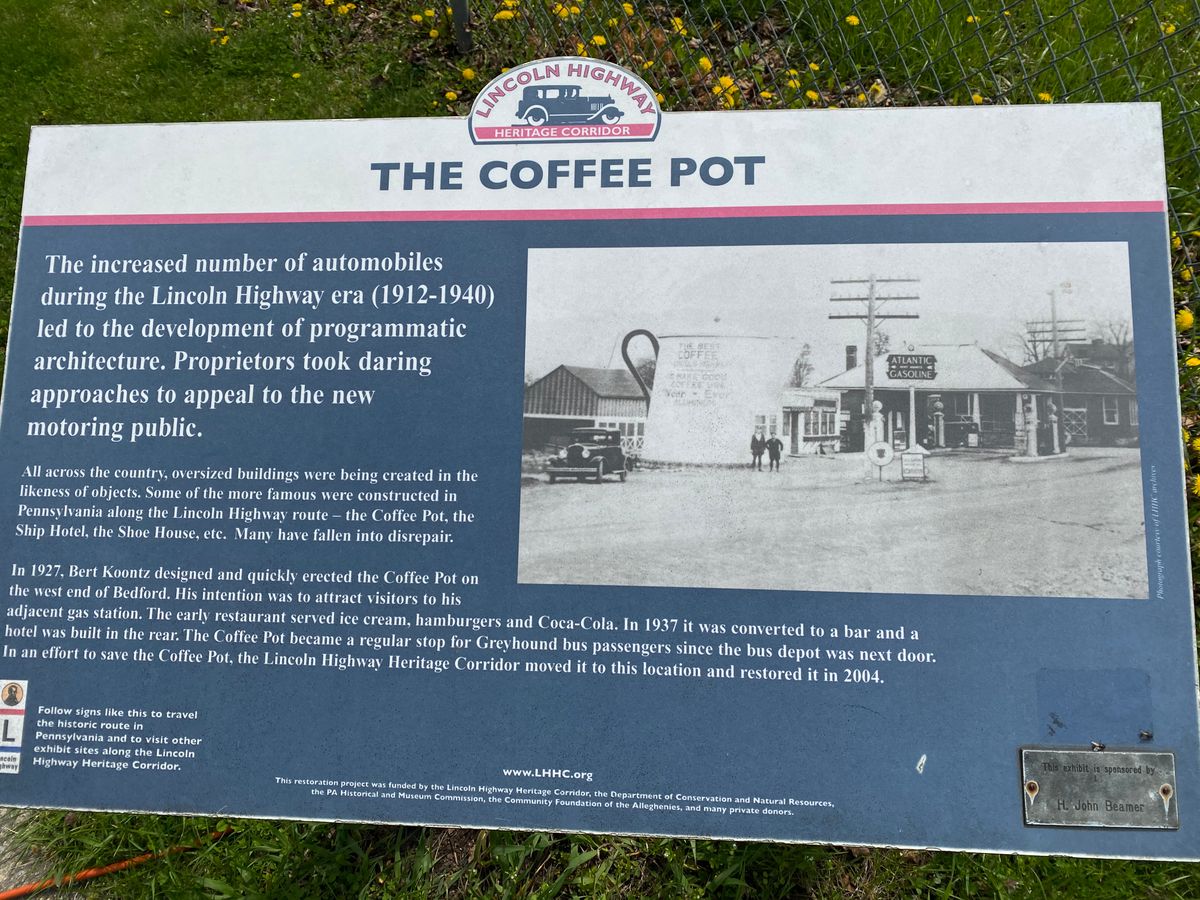 LINCOLN HIGHWAY
HERITAGE CORRIDOR
THE COFFEE POT
The increased number of automobiles
during the Lincoln Highway era (1912-1940)
led to the development of programmatic
architecture. Proprietors took daring
approaches to appeal to the new
motoring public.
All across the country, oversized buildings were being created in the
likeness of objects. Some of the more famous were constructed in
Pennsylvania along the Lincoln Highway route – the Coffee Pot, the
Ship Hotel, the Shoe House, etc. Many have fallen into disrepair.
In 1927, Bert Koontz designed and quickly erected the Coffee Pot on
the west end of Bedford. His intention was to attract visitors to his
adjacent gas station. The early restaurant served ice cream, hamburgers and Coca-Cola. In 1937 it was converted to a bar and a
hotel was built in the rear. The Coffee Pot became a regular stop for Greyhound bus passengers since the bus depot was next door.
In an effort to save the Coffee Pot, the Lincoln Highway Heritage Corridor moved it to this location and restored it in 2004.
THE BEST
COFFEE
ATLANTIC
GASOLINE
Photograph courtesy of LHHC archives
L
Follow signs like this to travel
the historic route in
Pennsylvania and to visit other
exhibit sites along the Lincoln
Highway Heritage Corridor.
www.LHHC.org
This restoration project was funded by the Lincoln Highway Heritage Corridor, the Department of Conservation and Natural Resources,
the PA Historical and Museum Commission, the Community Foundation of the Alleghenies, and many private donors.
This exhibit is sponsored by
H. John Beamer